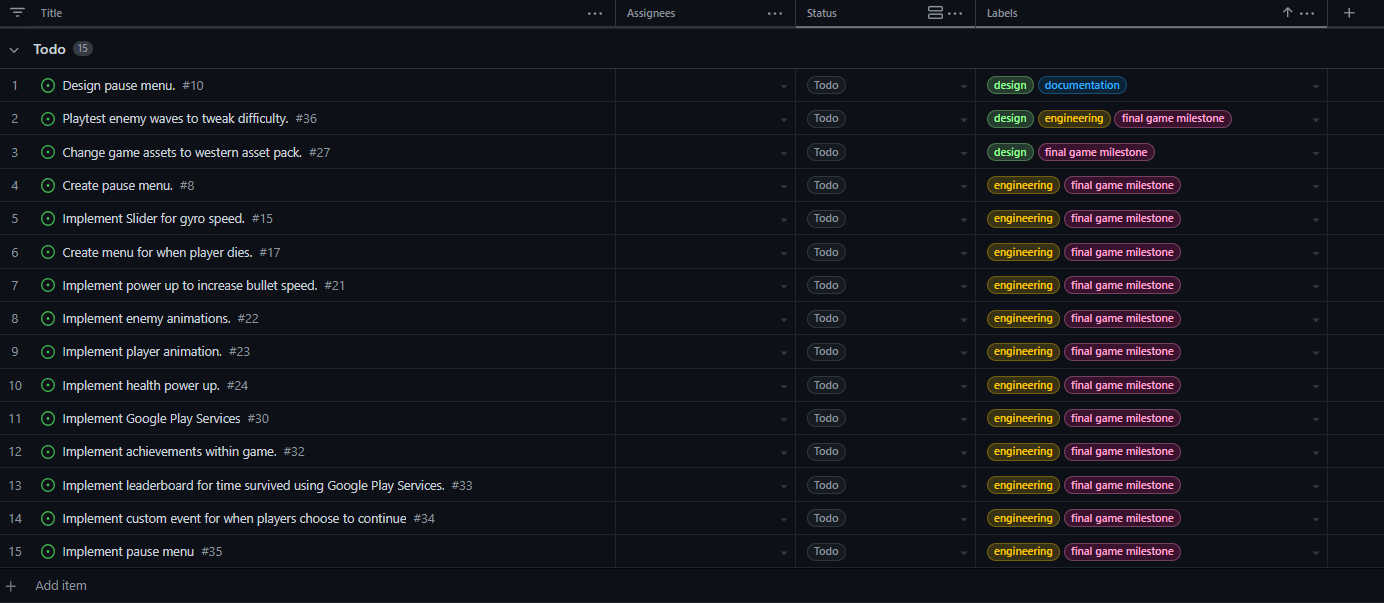 Title ... Assignees ... Status ... Labels ...
Todo 15
1 Design pause menu. #10 Todo design documentation
2 Playtest enemy waves to tweak difficulty. #36 Todo design engineering final game milestone
3 Change game assets to western asset pack. #27 Todo design final game milestone
4 Create pause menu. #8 Todo engineering final game milestone
5 Implement Slider for gyro speed. #15 Todo engineering final game milestone
6 Create menu for when player dies. #17 Todo engineering final game milestone
7 Implement power up to increase bullet speed. #21 Todo engineering final game milestone
8 Implement enemy animations. #22 Todo engineering final game milestone
9 Implement player animation. #23 Todo engineering final game milestone
10 Implement health power up. #24 Todo engineering final game milestone
11 Implement Google Play Services #30 Todo engineering final game milestone
12 Implement achievements within game. #32 Todo engineering final game milestone
13 Implement leaderboard for time survived using Google Play Services. #33 Todo engineering final game milestone
14 Implement custom event for when players choose to continue #34 Todo engineering final game milestone
15 Implement pause menu #35 Todo engineering final game milestone
+ Add item